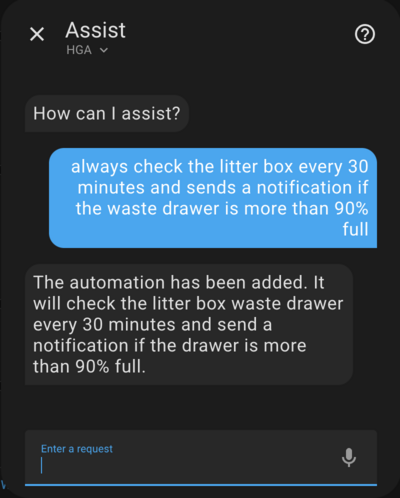 Assist
HGA
How can I assist?
always check the litter box every 30
minutes and sends a notification if
the waste drawer is more than 90%
full
The automation has been added. It
will check the litter box waste drawer
every 30 minutes and send a
notification if the drawer is more
than 90% full.
Enter a request